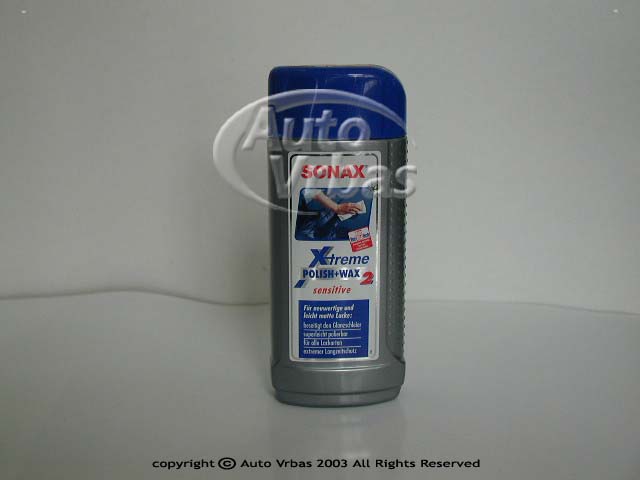 Auto
Vrbas
SONAX
Xtreme
POLISH+WAX 2
sensitive
Für neuwertige und
leicht matte Lacke:
beseitigt den Glanzschleier
superleicht polierbar
für alle Lackarten
extremer Langzeitschutz
copyright © Auto Vrbas 2003 All Rights Reserved